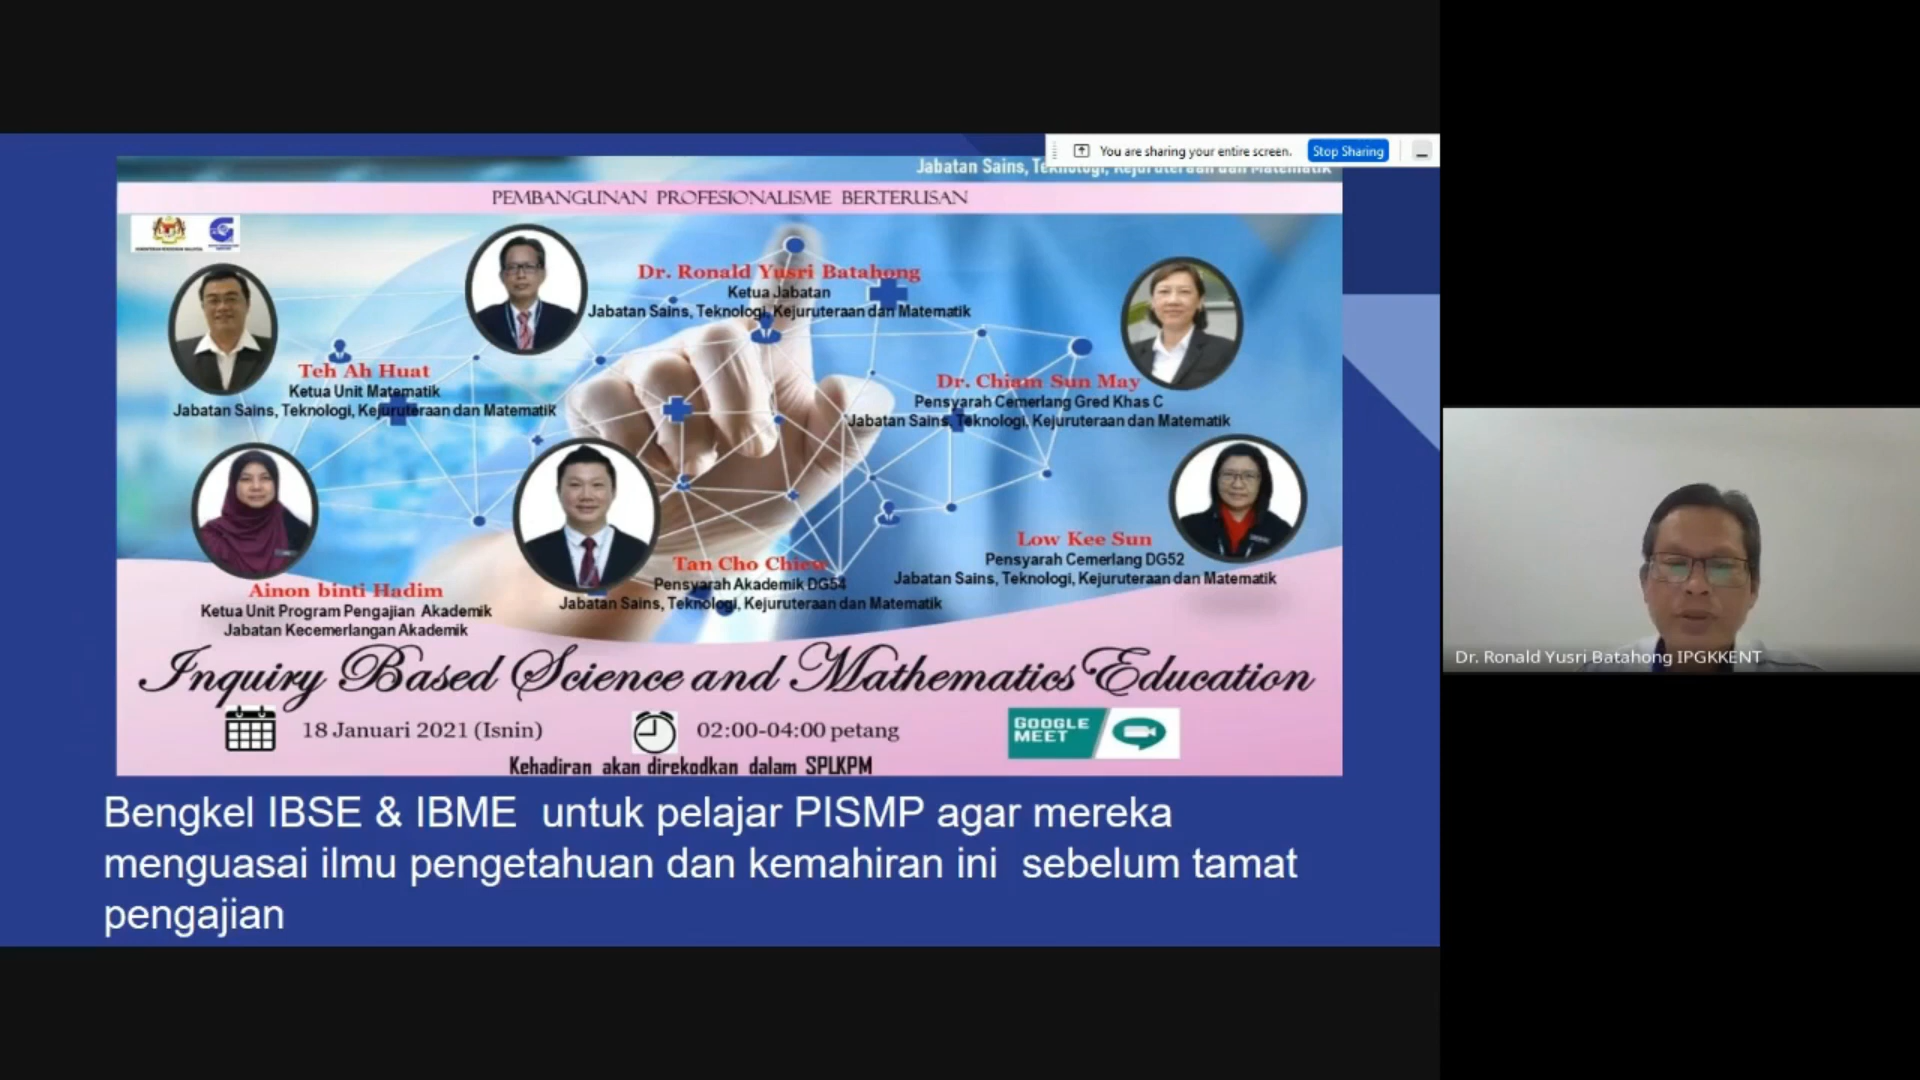 You are sharing your entire screen.
Stop Sharing
Jabatan Sains, Teknologi, Kejuruteraan dan Matematik
PEMBANGUNAN PROFESIONALISME BERTERUSAN
Dr. Ronald Yusri Batahong
Ketua Jabatan
Jabatan Sains, Teknologi, Kejuruteraan dan Matematik
Teh Ah Huat
Ketua Unit Matematik
Jabatan Sains, Teknologi, Kejuruteraan dan Matematik
Dr. Chiam Sun May
Pensyarah Cemerlang Gred Khas C
Jabatan Sains, Teknologi, Kejuruteraan dan Matematik
Ainon binti Hadim
Ketua Unit Program Pengajian Akademik
Jabatan Kecemerlangan Akademik
Tan Cho Chiew
Pensyarah Akademik DG54
Jabatan Sains, Teknologi, Kejuruteraan dan Matematik
Low Kee Sun
Pensyarah Cemerlang DG52
Jabatan Sains, Teknologi, Kejuruteraan dan Matematik
Inquiry Based Science and Mathematics Education
18 Januari 2021 (Isnin)
02:00-04:00 petang
GOOGLE
MEET
Kehadiran akan direkodkan dalam SPLKPM
Bengkel IBSE & IBME untuk pelajar PISMP agar mereka
menguasai ilmu pengetahuan dan kemahiran ini sebelum tamat
pengajian
Dr. Ronald Yusri Batahong IPGKKENT